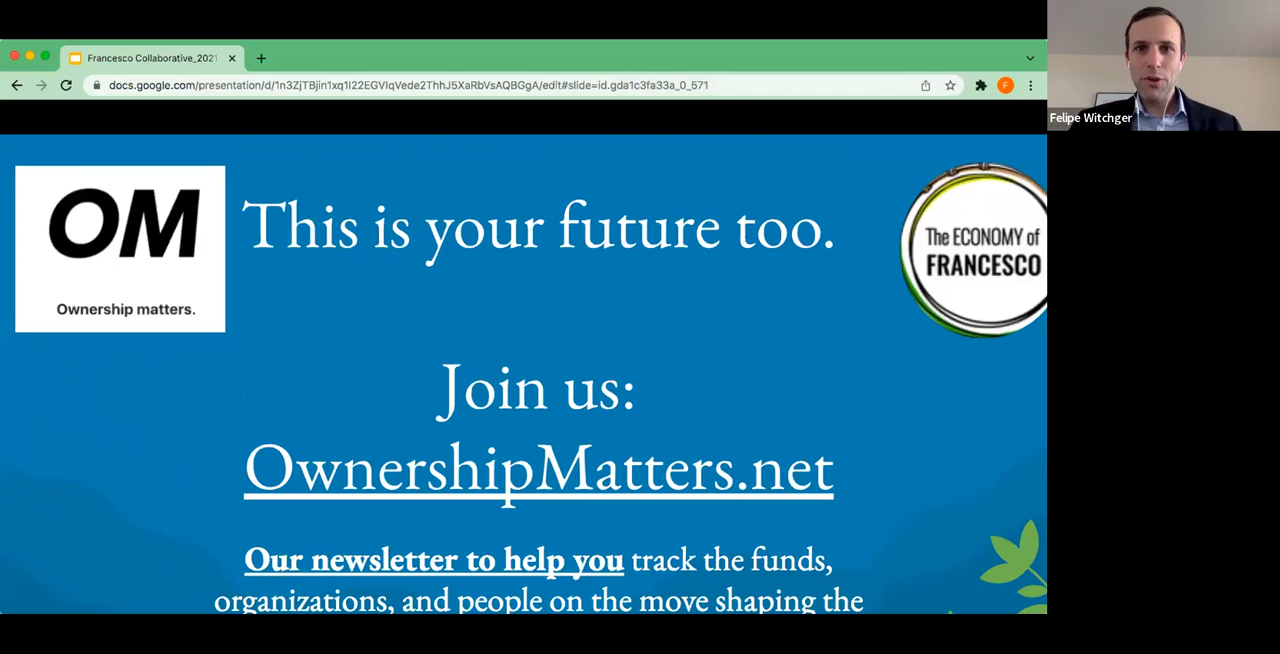 Francesco Collaborative_2021
docs.google.com/presentation/d/1n3ZjTBjin1xq1I22EGVIqVede2ThhJ5XaRbVsAQBGgA/edit#slide=id.gda1c3fa33a_0_571
F
Felipe Witchger
OM
Ownership matters.
This is your future too.
The ECONOMY of
FRANCESCO
Join us:
OwnershipMatters.net
Our newsletter to help you track the funds,
organizations, and people on the move shaping the